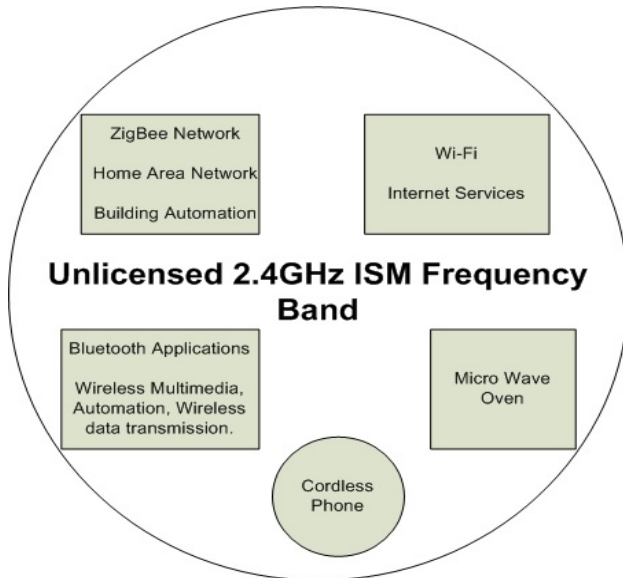 ZigBee Network
Home Area Network
Building Automation
Wi-Fi
Internet Services
Unlicensed 2.4GHz ISM Frequency
Band
Bluetooth Applications
Wireless Multimedia,
Automation, Wireless
data transmission.
Micro Wave
Oven
Cordless
Phone